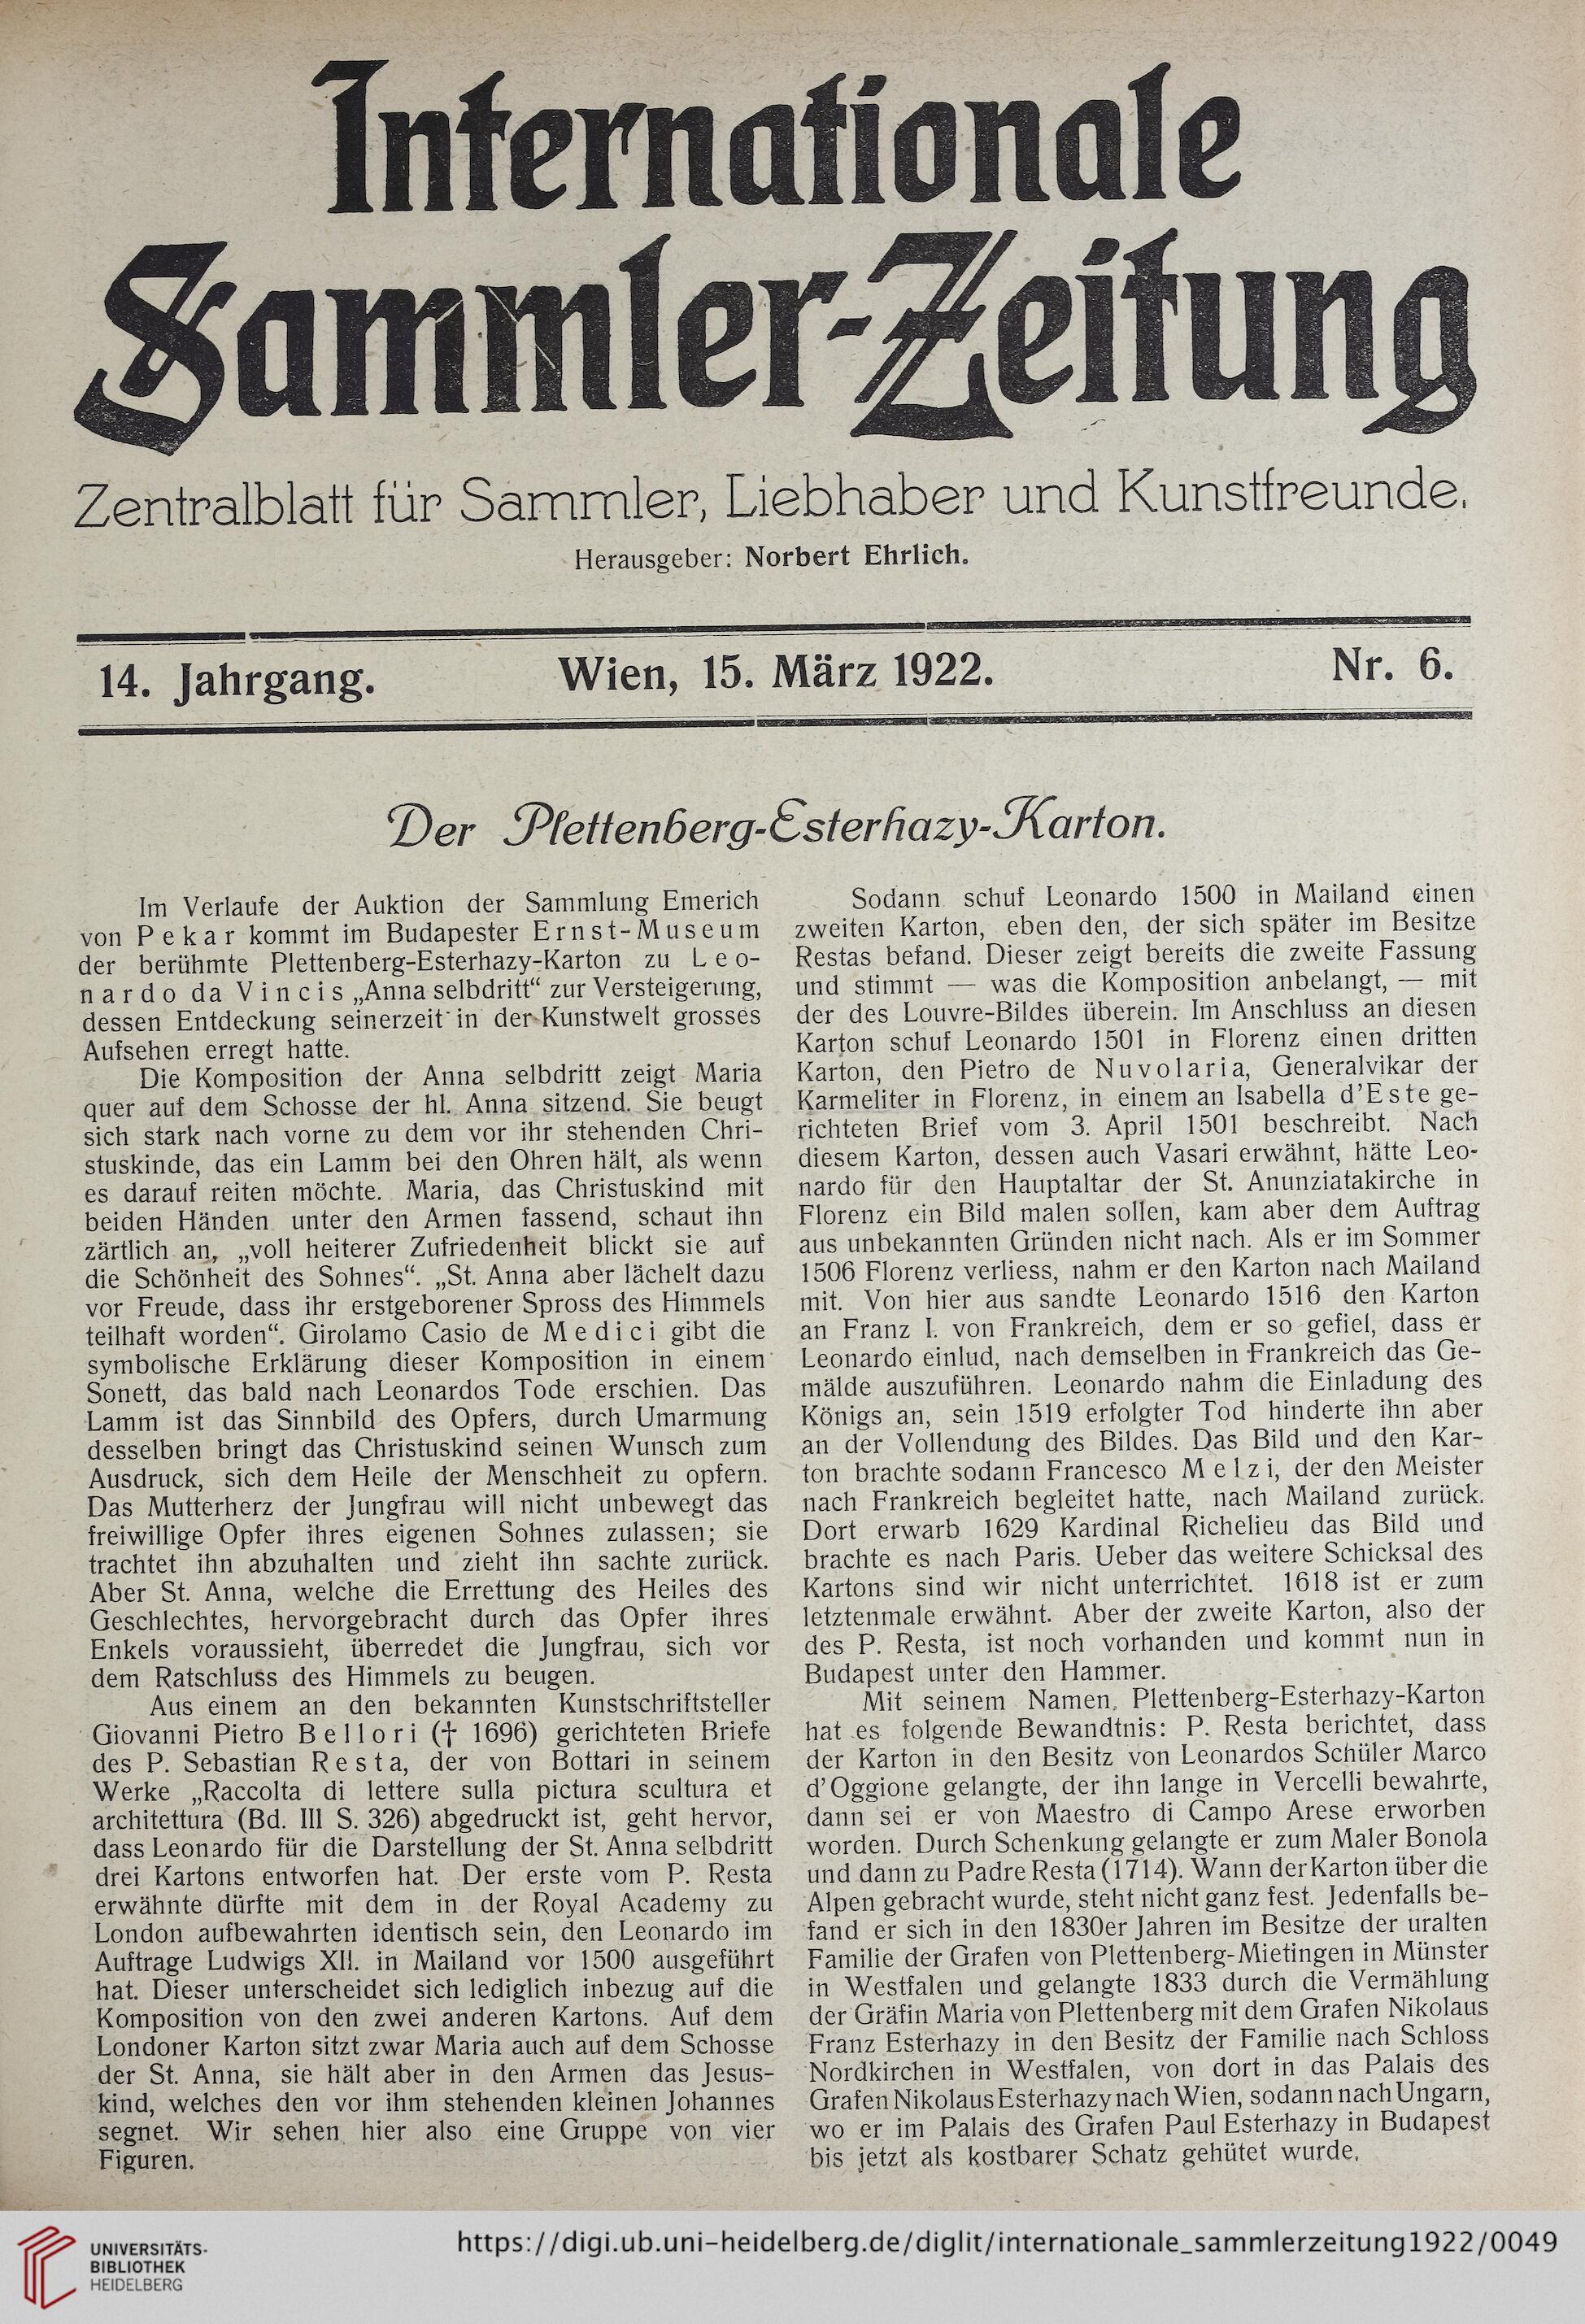 Internationale
Sammler-Zeitung
Zentralblatt für Sammler, Liebhaber und Kunstfreunde.
Herausgeber: Norbert Ehrlich.
14. Jahrgang.
Wien, 15. März 1922.
Nr. 6.
Der Plettenberg-Esterhazy-Karton.
Im Verlaufe der Auktion der Sammlung Emerich
von Pekar kommt im Budapester Ernst-Museum
der berühmte Plettenberg-Esterhazy-Karton zu Leo-
nardo da Vincis „Anna selbdritt“ zur Versteigerung,
dessen Entdeckung seinerzeit in der Kunstwelt grosses
Aufsehen erregt hatte.
Die Komposition der Anna selbdritt zeigt Maria
quer auf dem Schosse der hl. Anna sitzend. Sie beugt
sich stark nach vorne zu dem vor ihr stehenden Chri-
stuskinde, das ein Lamm bei den Ohren hält, als wenn
es darauf reiten möchte. Maria, das Christuskind mit
beiden Händen unter den Armen fassend, schaut ihn
zärtlich an, „voll heiterer Zufriedenheit blickt sie auf
die Schönheit des Sohnes“. „St. Anna aber lächelt dazu
vor Freude, dass ihr erstgeborener Spross des Himmels
teilhaft worden“. Girolamo Casio de Medici gibt die
symbolische Erklärung dieser Komposition in einem
Sonett, das bald nach Leonardos Tode erschien. Das
Lamm ist das Sinnbild des Opfers, durch Umarmung
desselben bringt das Christuskind seinen Wunsch zum
Ausdruck, sich dem Heile der Menschheit zu opfern.
Das Mutterherz der Jungfrau will nicht unbewegt das
freiwillige Opfer ihres eigenen Sohnes zulassen; sie
trachtet ihn abzuhalten und zieht ihn sachte zurück.
Aber St. Anna, welche die Errettung des Heiles des
Geschlechtes, hervorgebracht durch das Opfer ihres
Enkels voraussieht, überredet die Jungfrau, sich vor
dem Ratschluss des Himmels zu beugen.
Aus einem an den bekannten Kunstschriftsteller
Giovanni Pietro Bellori († 1696) gerichteten Briefe
des P. Sebastian Resta, der von Bottari in seinem
Werke „Raccolta di lettere sulla pictura scultura et
architettura (Bd. III S. 326) abgedruckt ist, geht hervor,
dass Leonardo für die Darstellung der St. Anna selbdritt
drei Kartons entworfen hat. Der erste vom P. Resta
erwähnte dürfte mit dem in der Royal Academy zu
London aufbewahrten identisch sein, den Leonardo im
Auftrage Ludwigs XII. in Mailand vor 1500 ausgeführt
hat. Dieser unterscheidet sich lediglich inbezug auf die
Komposition von den zwei anderen Kartons. Auf dem
Londoner Karton sitzt zwar Maria auch auf dem Schosse
der St. Anna, sie hält aber in den Armen das Jesus-
kind, welches den vor ihm stehenden kleinen Johannes
segnet. Wir sehen hier also eine Gruppe von vier
Figuren.
Sodann schuf Leonardo 1500 in Mailand einen
zweiten Karton, eben den, der sich später im Besitze
Restas befand. Dieser zeigt bereits die zweite Fassung
und stimmt — was die Komposition anbelangt, — mit
der des Louvre-Bildes überein. Im Anschluss an diesen
Karton schuf Leonardo 1501 in Florenz einen dritten
Karton, den Pietro de Nuvolaria, Generalvikar der
Karmeliter in Florenz, in einem an Isabella d'Este ge-
richteten Brief vom 3. April 1501 beschreibt. Nach
diesem Karton, dessen auch Vasari erwähnt, hätte Leo-
nardo für den Hauptaltar der St. Anunziatakirche in
Florenz ein Bild malen sollen, kam aber dem Auftrag
aus unbekannten Gründen nicht nach. Als er im Sommer
1506 Florenz verliess, nahm er den Karton nach Mailand
mit. Von hier aus sandte Leonardo 1516 den Karton
an Franz I. von Frankreich, dem er so gefiel, dass er
Leonardo einlud, nach demselben in Frankreich das Ge-
mälde auszuführen. Leonardo nahm die Einladung des
Königs an, sein 1519 erfolgter Tod hinderte ihn aber
an der Vollendung des Bildes. Das Bild und den Kar-
ton brachte sodann Francesco Melzi, der den Meister
nach Frankreich begleitet hatte, nach Mailand zurück.
Dort erwarb 1629 Kardinal Richelieu das Bild und
brachte es nach Paris. Ueber das weitere Schicksal des
Kartons sind wir nicht unterrichtet. 1618 ist er zum
letztenmale erwähnt. Aber der zweite Karton, also der
des P. Resta, ist noch vorhanden und kommt nun in
Budapest unter den Hammer.
Mit seinem Namen Plettenberg-Esterhazy-Karton
hat es folgende Bewandtnis: P. Resta berichtet, dass
der Karton in den Besitz von Leonardos Schüler Marco
d'Oggione gelangte, der ihn lange in Vercelli bewahrte,
dann sei er von Maestro di Campo Arese erworben
worden. Durch Schenkung gelangte er zum Maler Bonola
und dann zu Padre Resta (1714). Wann der Karton über die
Alpen gebracht wurde, steht nicht ganz fest. Jedenfalls be-
fand er sich in den 1830er Jahren im Besitze der uralten
Familie der Grafen von Plettenberg-Mietingen in Münster
in Westfalen und gelangte 1833 durch die Vermählung
der Gräfin Maria von Plettenberg mit dem Grafen Nikolaus
Franz Esterhazy in den Besitz der Familie nach Schloss
Nordkirchen in Westfalen, von dort in das Palais des
Grafen Nikolaus Esterhazy nach Wien, sodann nach Ungarn,
wo er im Palais des Grafen Paul Esterhazy in Budapest
bis jetzt als kostbarer Schatz gehütet wurde.
UNIVERSITÄTS-
BIBLIOTHEK
HEIDELBERG
https://digi.ub.uni-heidelberg.de/diglit/internationale_sammlerzeitung1922/0049